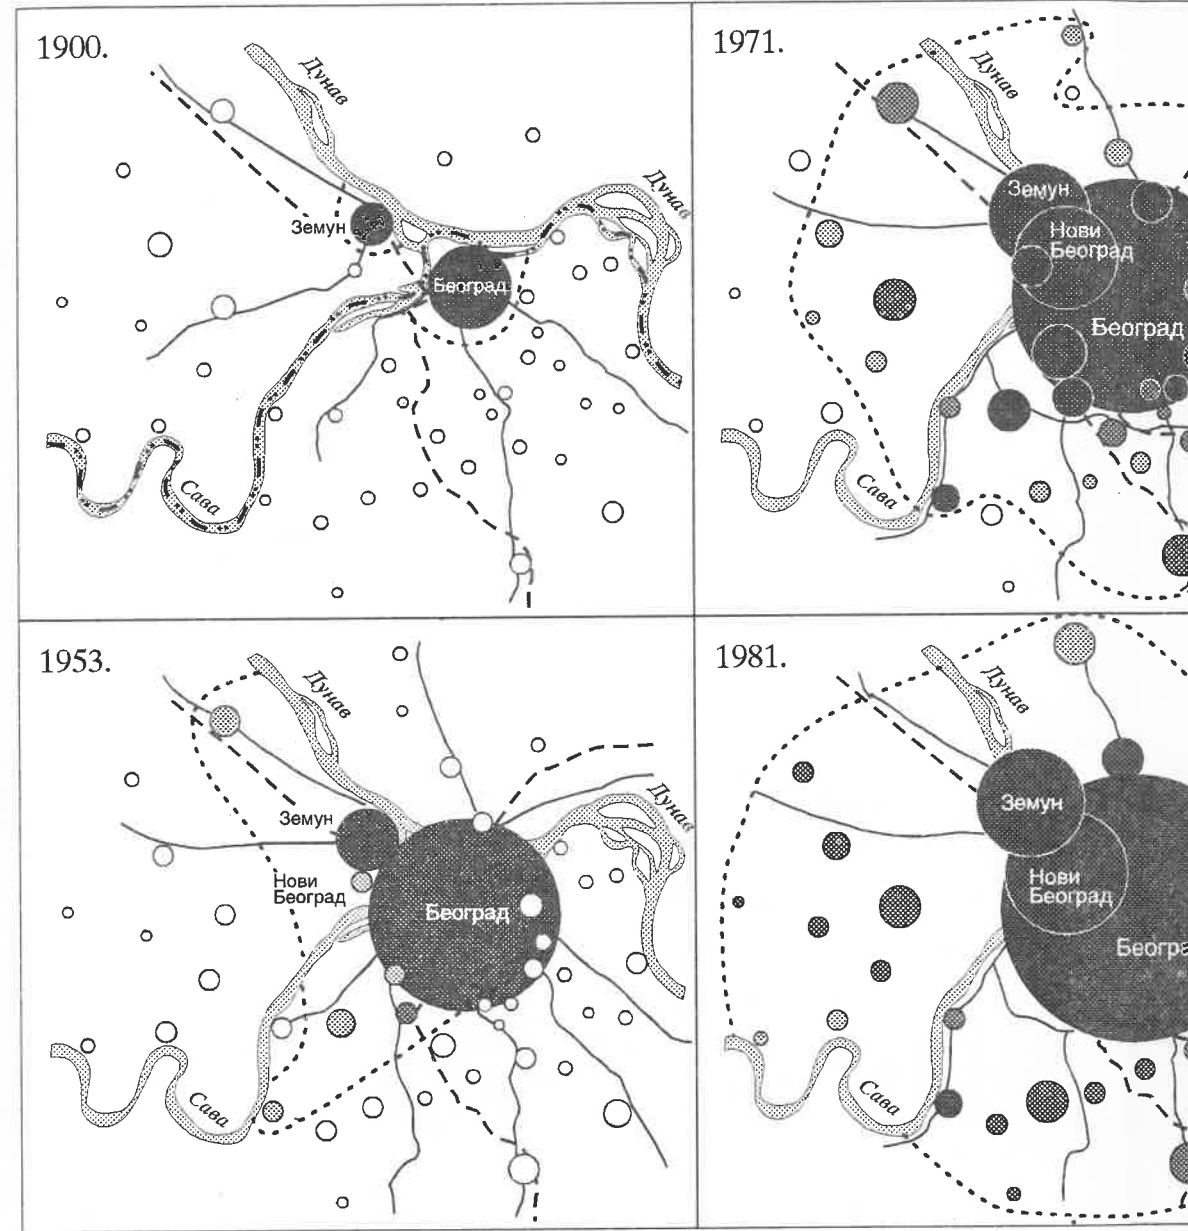 1900.
Дунав
Дунав
Земун
Београд
Сава
1971.
Дунав
Земун
Нови
Београд
Београд
Сава
1953.
Дунав
Дунав
Земун
Нови
Београд
Београд
Сава
1981.
Дунав
Земун
Нови
Београд
Београ
Сава